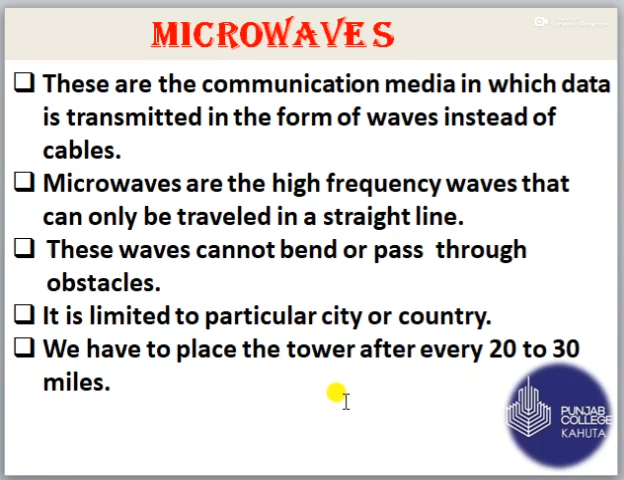 MICROWAVES
These are the communication media in which data
is transmitted in the form of waves instead of
cables.
Microwaves are the high frequency waves that
can only be traveled in a straight line.
These waves cannot bend or pass through
obstacles.
It is limited to particular city or country.
We have to place the tower after every 20 to 30
miles.
PUNJAB
COLLEGE
KAHUTA